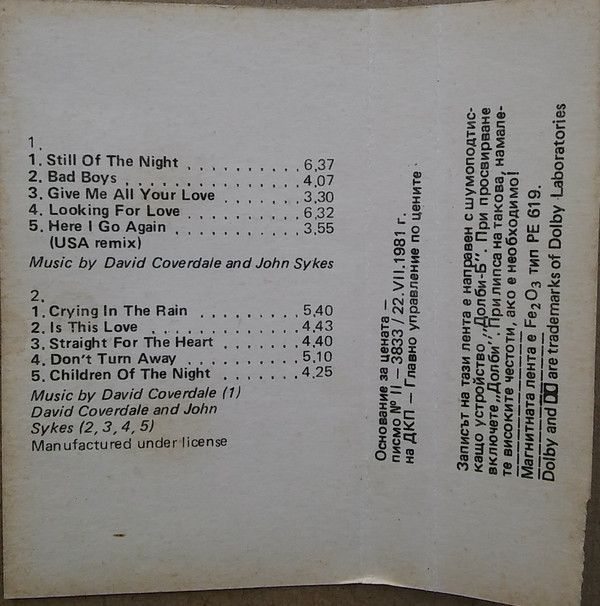 1.
1. Still Of The Night . . . . . . . . . . 6,37
2. Bad Boys . . . . . . . . . . . . . . 4,07
3. Give Me All Your Love . . . . . . . 3,30
4. Looking For Love . . . . . . . . . . 6,32
5. Here I Go Again . . . . . . . . . . . 3,55
(USA remix)
Music by David Coverdale and John Sykes
2.
1. Crying In The Rain . . . . . . . . . 5,40
2. Is This Love . . . . . . . . . . . . . 4,43
3. Straight For The Heart . . . . . . . 4,40
4. Don't Turn Away . . . . . . . . . . 5,10
5. Children Of The Night . . . . . . . 4,25
Music by David Coverdale (1)
David Coverdale and John
Sykes (2, 3, 4, 5)
Manufactured under license
Основание за цената —
писмо № II — 3833 / 22.VII.1981 г.
на ДКП — Главно управление по цените
Записът на тази лента е направен с шумоподтис-
кащо устройство „Долби-Б". При просвирване
включете „Долби". При липса на такова, намале-
те високите честоти, ако е необходимо!
Магнитната лента е Fe2O3 тип PE 619.
Dolby and are trademarks of Dolby Laboratories